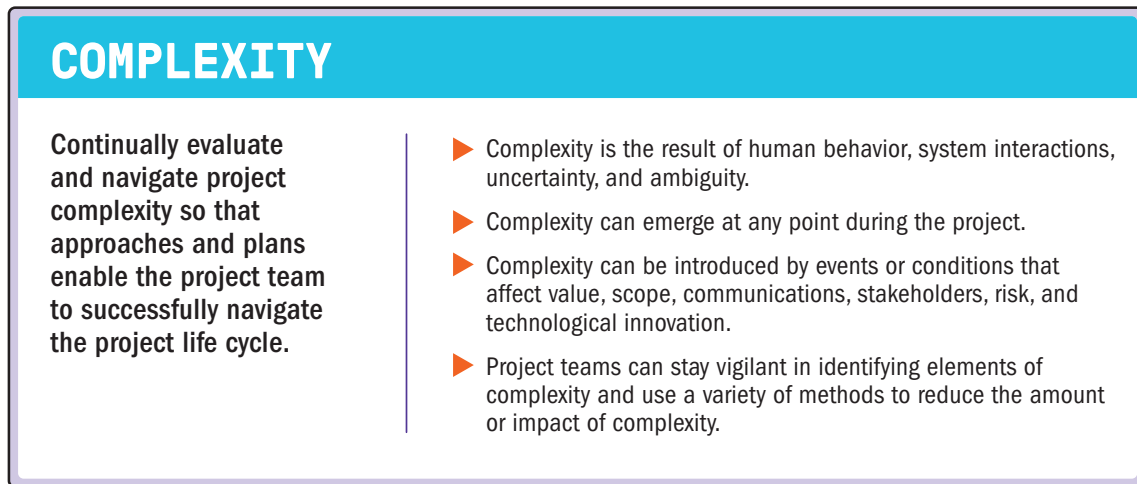 COMPLEXITY
Continually evaluate
and navigate project
complexity so that
approaches and plans
enable the project team
to successfully navigate
the project life cycle.
Complexity is the result of human behavior, system interactions,
uncertainty, and ambiguity.
Complexity can emerge at any point during the project.
Complexity can be introduced by events or conditions that
affect value, scope, communications, stakeholders, risk, and
technological innovation.
Project teams can stay vigilant in identifying elements of
complexity and use a variety of methods to reduce the amount
or impact of complexity.